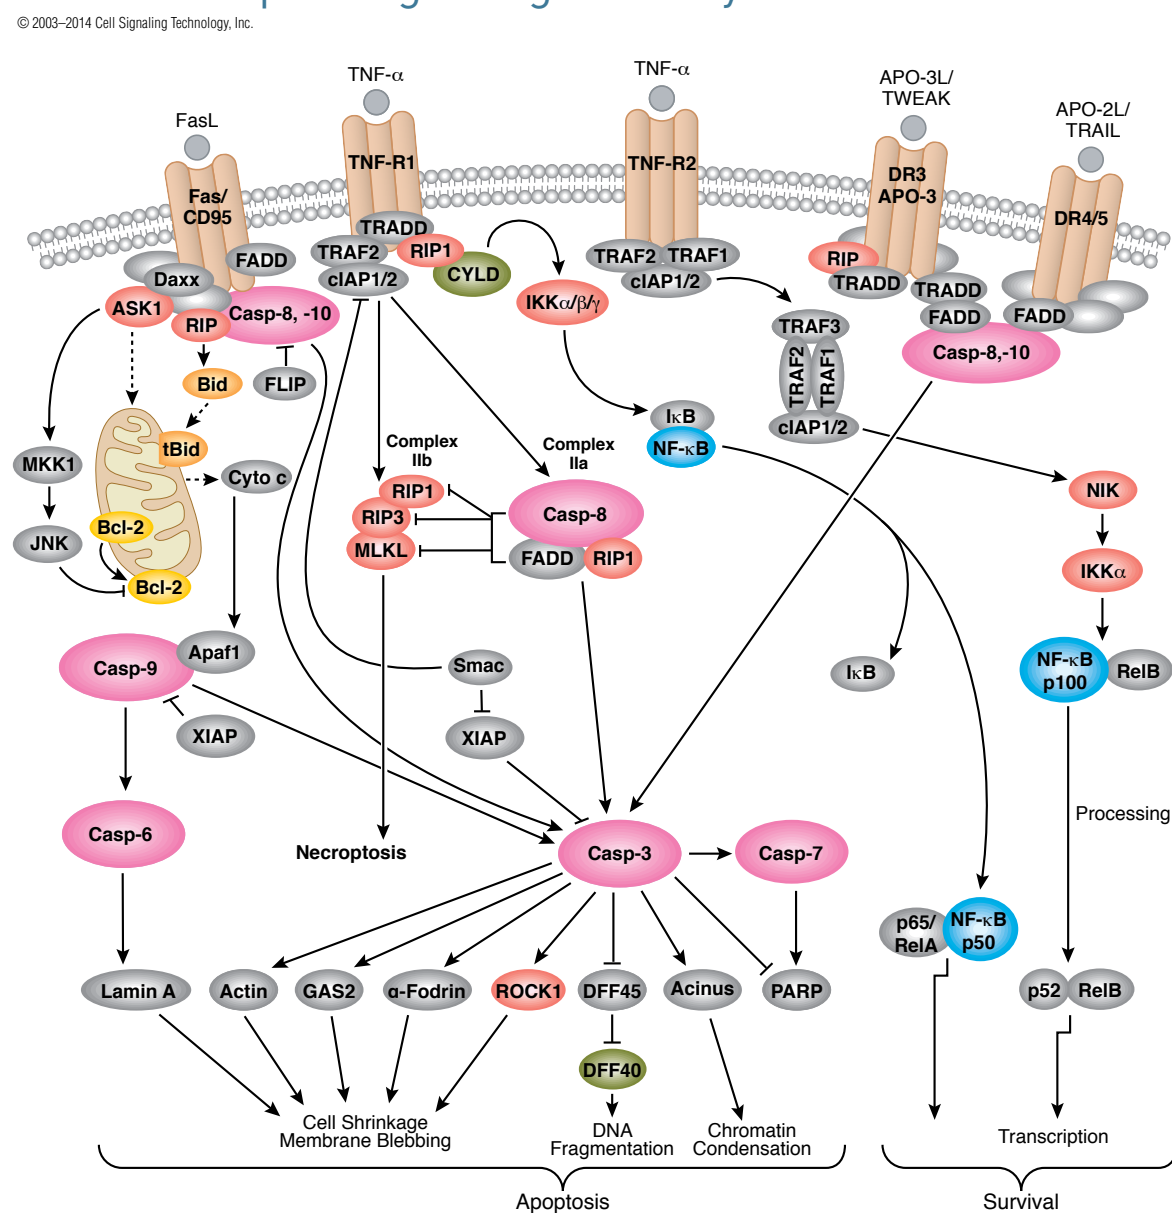 © 2003–2014 Cell Signaling Technology, Inc.
TNF-α
TNF-α
APO-3L/
TWEAK
APO-2L/
TRAIL
FasL
TNF-R1
TNF-R2
DR3
APO-3
Fas/
CD95
DR4/5
TRADD
TRAF2
RIP1
cIAP1/2
CYLD
FADD
Daxx
ASK1
RIP
Casp-8, -10
IKKα/β/γ
TRAF2
TRAF1
cIAP1/2
RIP
TRADD
TRADD
FADD
FADD
Casp-8,-10
TRAF3
TRAF2
TRAF1
cIAP1/2
Bid
FLIP
tBid
IκB
NF-κB
MKK1
Cyto c
JNK
Bcl-2
Bcl-2
Complex
IIb
Complex
IIa
RIP1
RIP3
MLKL
Casp-8
FADD
RIP1
NIK
IKKα
NF-κB
p100
RelB
IκB
Casp-9
Apaf1
XIAP
Smac
XIAP
Casp-6
Necroptosis
Casp-3
Casp-7
Processing
p65/
RelA
NF-κB
p50
Lamin A
Actin
GAS2
α-Fodrin
ROCK1
DFF45
Acinus
PARP
p52
RelB
DFF40
Cell Shrinkage
Membrane Blebbing
DNA
Fragmentation
Chromatin
Condensation
Transcription
Apoptosis
Survival